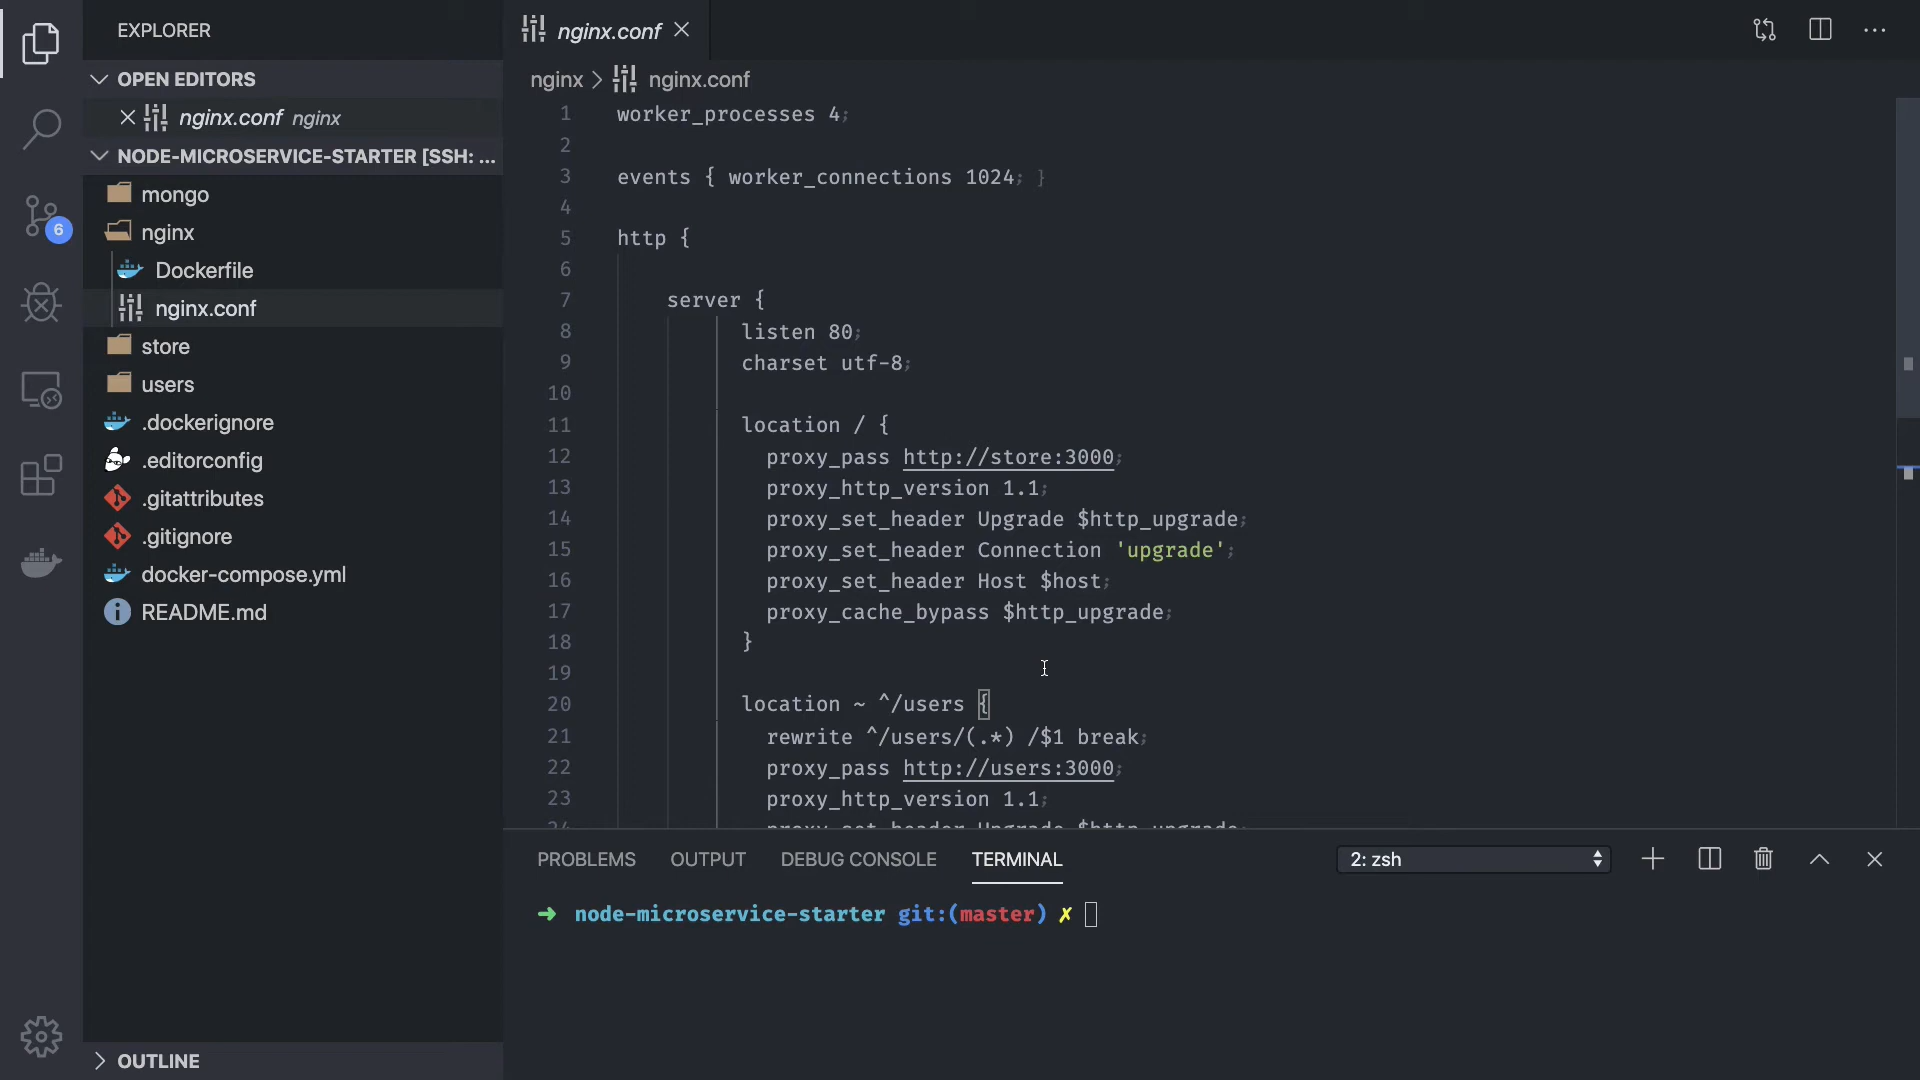 EXPLORER
OPEN EDITORS
nginx.conf nginx
NODE-MICROSERVICE-STARTER [SSH: ...
mongo
nginx
Dockerfile
nginx.conf
store
users
.dockerignore
.editorconfig
.gitattributes
.gitignore
docker-compose.yml
README.md
OUTLINE
6
nginx.conf
nginx > nginx.conf
1 worker_processes 4;
2
3 events { worker_connections 1024; }
4
5 http {
6
7 server {
8 listen 80;
9 charset utf-8;
10
11 location / {
12 proxy_pass http://store:3000;
13 proxy_http_version 1.1;
14 proxy_set_header Upgrade $http_upgrade;
15 proxy_set_header Connection 'upgrade';
16 proxy_set_header Host $host;
17 proxy_cache_bypass $http_upgrade;
18 }
19
20 location ~ ^/users {
21 rewrite ^/users/(.*) /$1 break;
22 proxy_pass http://users:3000;
23 proxy_http_version 1.1;
24 proxy_set_header Upgrade $http_upgrade;
PROBLEMS OUTPUT DEBUG CONSOLE TERMINAL 2: zsh
➜ node-microservice-starter git:(master) ✗